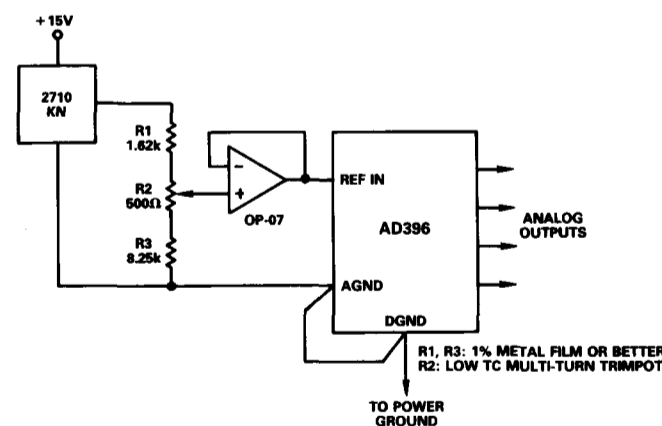 +15V
2710
KN
R1
1.62k
R2
500Ω
R3
8.25k
−
+
OP-07
REF IN
AD396
ANALOG
OUTPUTS
AGND
DGND
R1, R3: 1% METAL FILM OR BETTER
R2: LOW TC MULTI-TURN TRIMPOT
TO POWER
GROUND